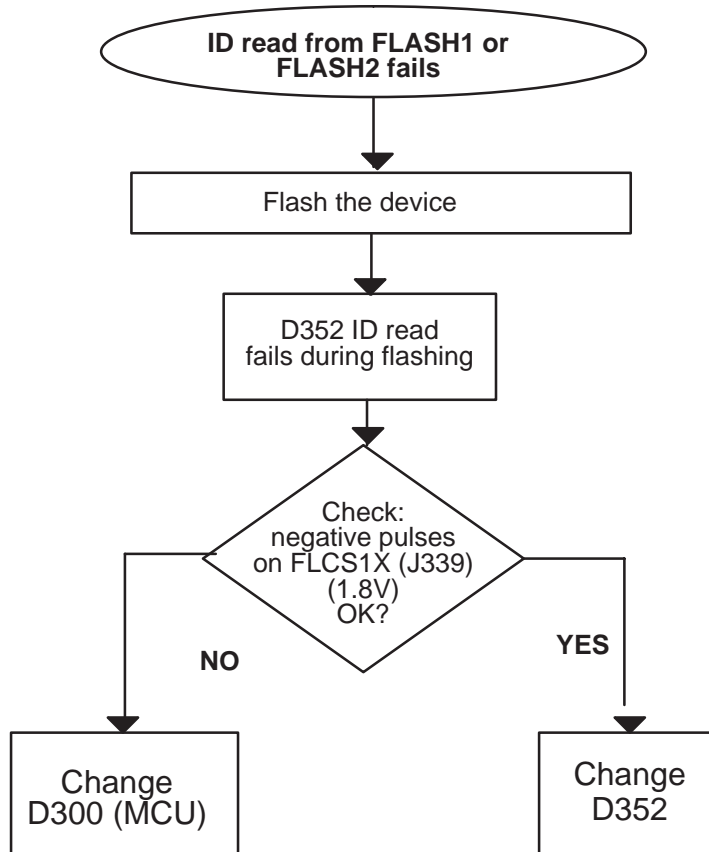 ID read from FLASH1 or
FLASH2 fails
Flash the device
D352 ID read
fails during flashing
Check:
negative pulses
on FLCS1X (J339)
(1.8V)
OK?
NO
YES
Change
D300 (MCU)
Change
D352